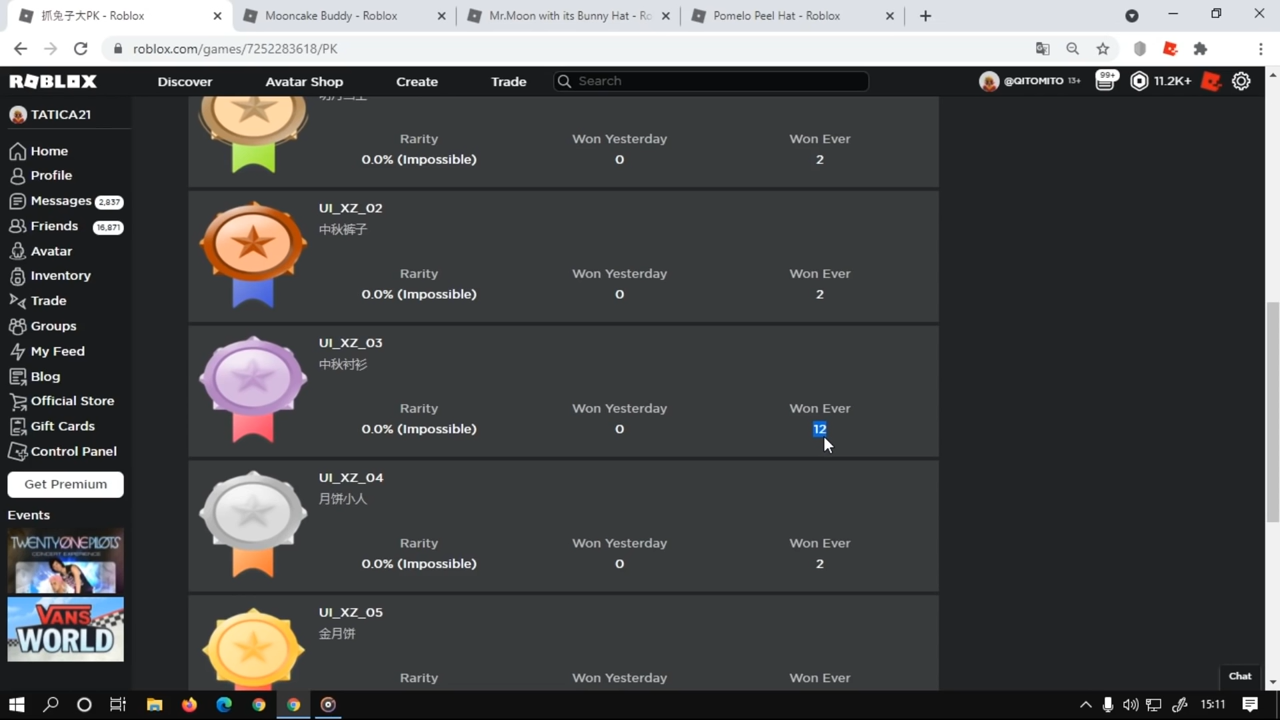 抓兔子大PK - Roblox
Mooncake Buddy - Roblox
Mr.Moon with its Bunny Hat - Ro
Pomelo Peel Hat - Roblox
roblox.com/games/7252283618/PK
ROBLOX
Discover
Avatar Shop
Create
Trade
Search
@QITOMITO 13+
99+
11.2K+
TATICA21
Home
Profile
Messages 2,837
Friends 16,871
Avatar
Inventory
Trade
Groups
My Feed
Blog
Official Store
Gift Cards
Control Panel
Get Premium
Events
TWENTY ONE PILOTS
CONCERT EXPERIENCE
VANS
WORLD
Rarity Won Yesterday Won Ever
0.0% (Impossible) 0 2
UI_XZ_02
中秋裤子
Rarity Won Yesterday Won Ever
0.0% (Impossible) 0 2
UI_XZ_03
中秋衬衫
Rarity Won Yesterday Won Ever
0.0% (Impossible) 0 12
UI_XZ_04
月饼小人
Rarity Won Yesterday Won Ever
0.0% (Impossible) 0 2
UI_XZ_05
金月饼
Rarity Won Yesterday Won Ever
Chat
15:11